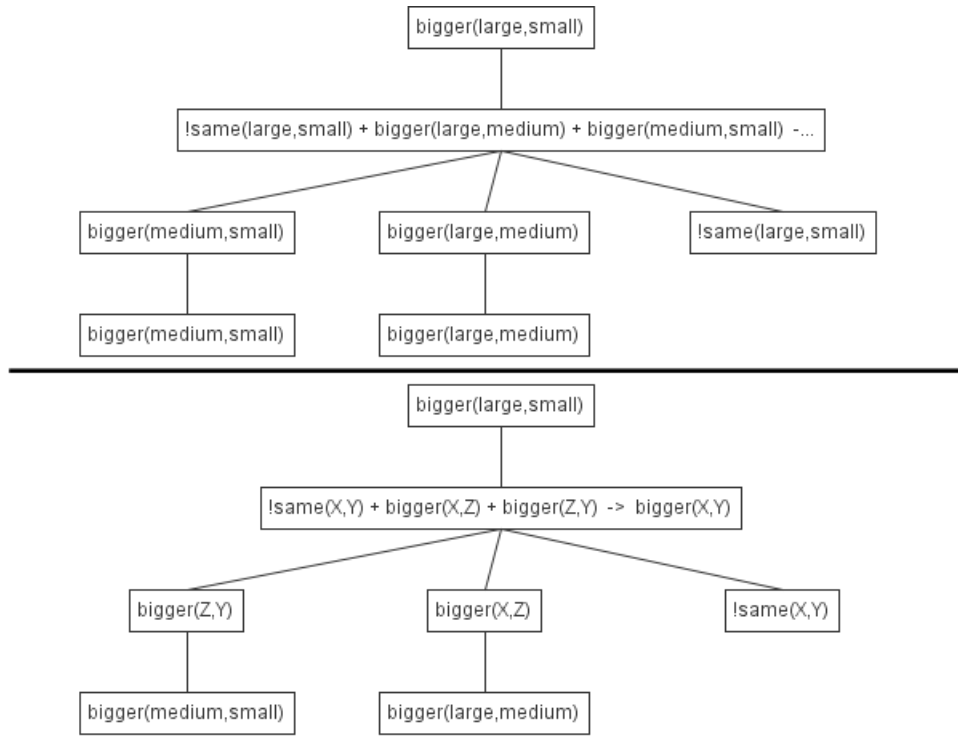 bigger(large,small)
!same(large,small) + bigger(large,medium) + bigger(medium,small) -...
bigger(medium,small)
bigger(large,medium)
!same(large,small)
bigger(medium,small)
bigger(large,medium)
bigger(large,small)
!same(X,Y) + bigger(X,Z) + bigger(Z,Y) -> bigger(X,Y)
bigger(Z,Y)
bigger(X,Z)
!same(X,Y)
bigger(medium,small)
bigger(large,medium)